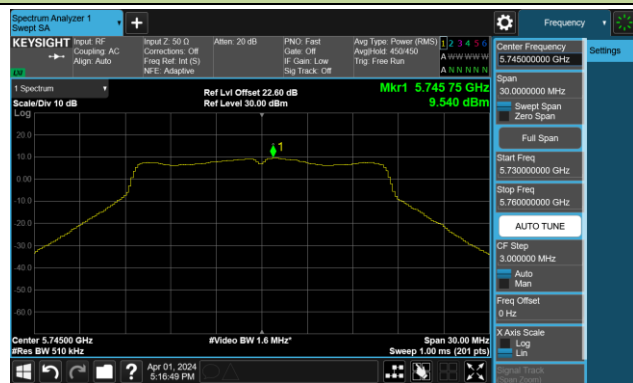 Spectrum Analyzer 1
Swept SA
Frequency
KEYSIGHT
Input: RF
Coupling: AC
Align: Auto
Input Z: 50 Ω
Corrections: Off
Freq Ref: Int (S)
NFE: Adaptive
Atten: 20 dB
PNO: Fast
Gate: Off
IF Gain: Low
Sig Track: Off
Avg Type: Power (RMS)
Avg|Hold: 450/450
Trig: Free Run
1 2 3 4 5 6
A W W W W W
A N N N N N
1 Spectrum
Scale/Div 10 dB
Ref Lvl Offset 22.60 dB
Ref Level 30.00 dBm
Mkr1 5.745 75 GHz
9.540 dBm
Log
20.0
10.0
0.00
-10.0
-20.0
-30.0
-40.0
-50.0
-60.0
1
Center 5.74500 GHz
#Res BW 510 kHz
#Video BW 1.6 MHz*
Span 30.00 MHz
Sweep 1.00 ms (201 pts)
Center Frequency
5.745000000 GHz
Settings
Span
30.0000000 MHz
Swept Span
Zero Span
Full Span
Start Freq
5.730000000 GHz
Stop Freq
5.760000000 GHz
AUTO TUNE
CF Step
3.000000 MHz
Auto
Man
Freq Offset
0 Hz
X Axis Scale
Log
Lin
Signal Track
(Span Zoom)
?
Apr 01, 2024
5:16:49 PM